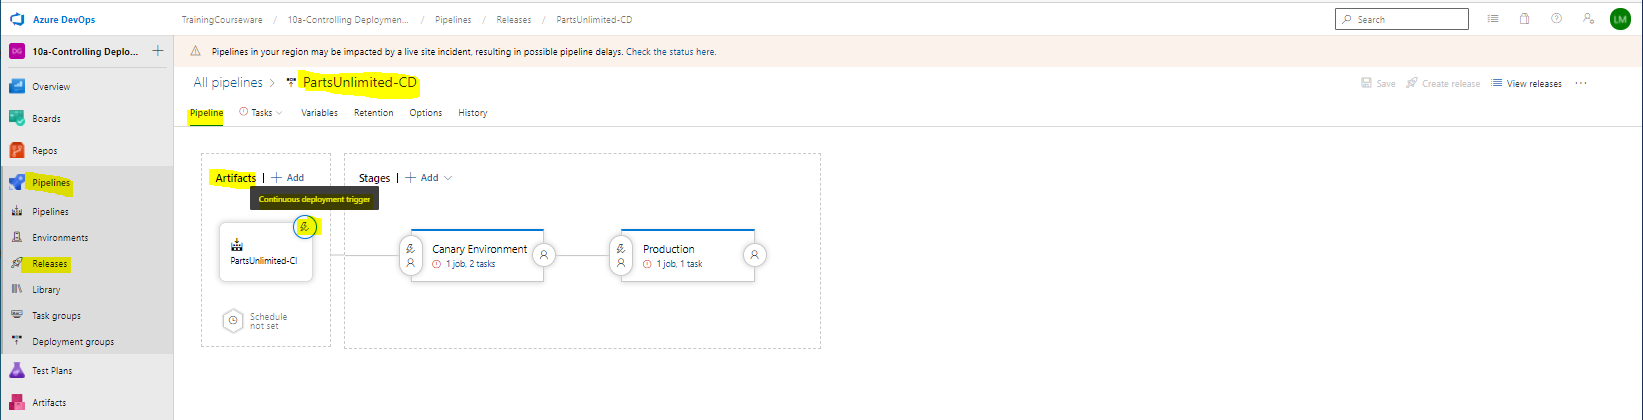 Azure DevOps
TrainingCourseware / 10a-Controlling Deploymen... / Pipelines / Releases / PartsUnlimited-CD
Search
LM
DG 10a-Controlling Deplo... +
Overview
Boards
Repos
Pipelines
Pipelines
Environments
Releases
Library
Task groups
Deployment groups
Test Plans
Artifacts
Pipelines in your region may be impacted by a live site incident, resulting in possible pipeline delays. Check the status here.
All pipelines > PartsUnlimited-CD
Save Create release View releases ...
Pipeline Tasks Variables Retention Options History
Artifacts | + Add
Continuous deployment trigger
PartsUnlimited-CI
Schedule
not set
Stages | + Add
Canary Environment
1 job, 2 tasks
Production
1 job, 1 task